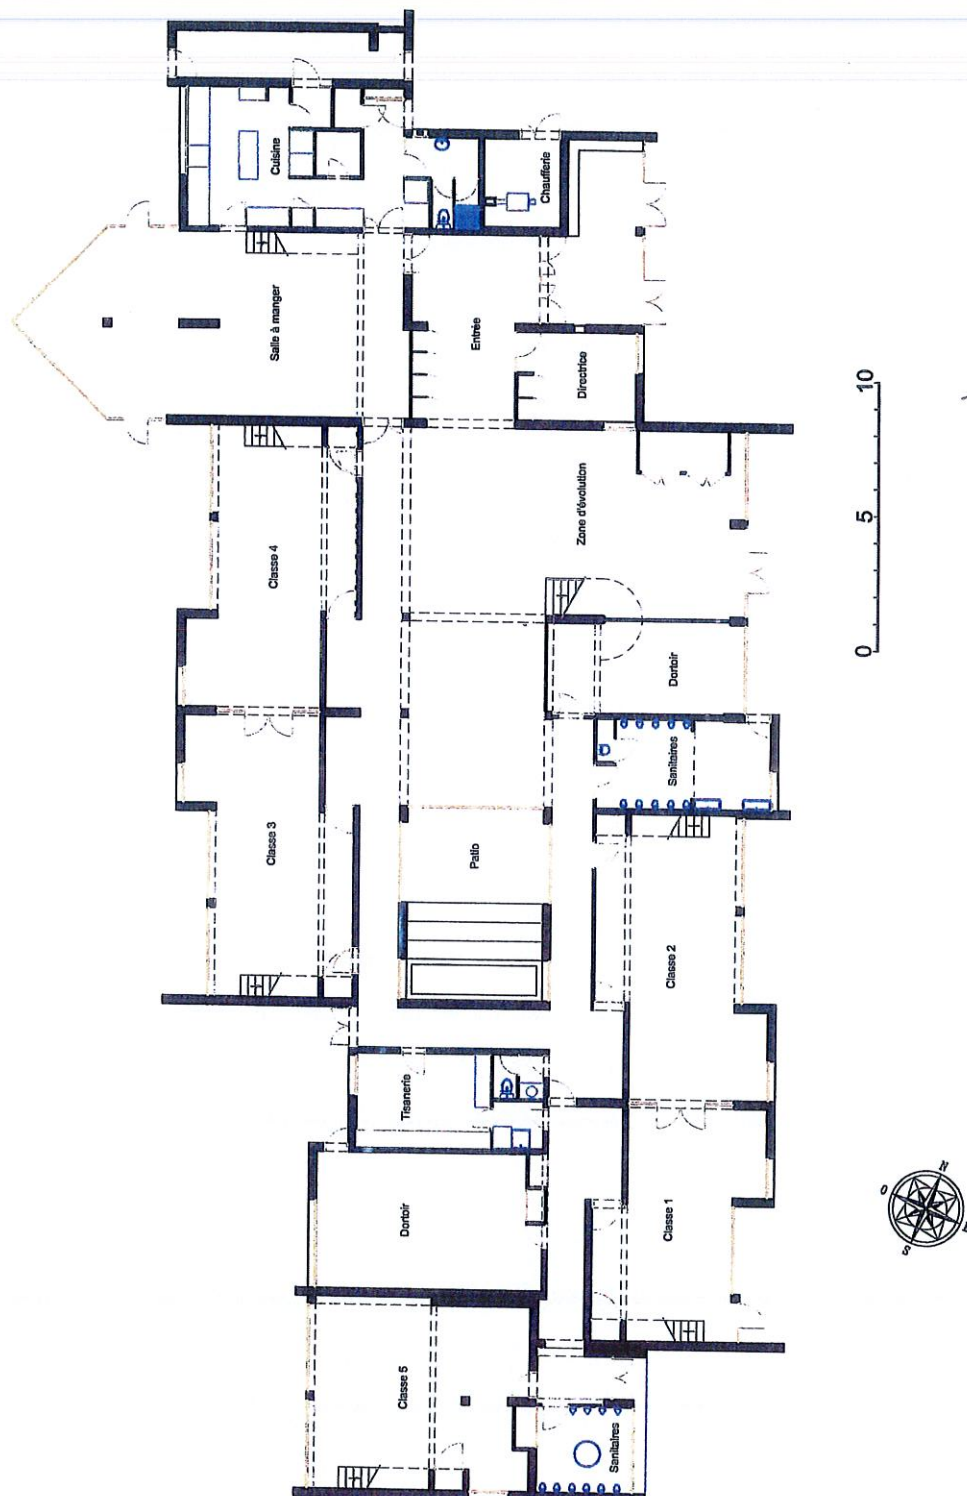 Cuisine
Chaufferie
Salle à manger
Entrée
Directrice
Classe 4
Zone d'évolution
Dortoir
Sanitaires
Classe 3
Patio
Classe 2
Tisanerie
Dortoir
Classe 1
Classe 5
Sanitaires
0 5 10
N
O
S